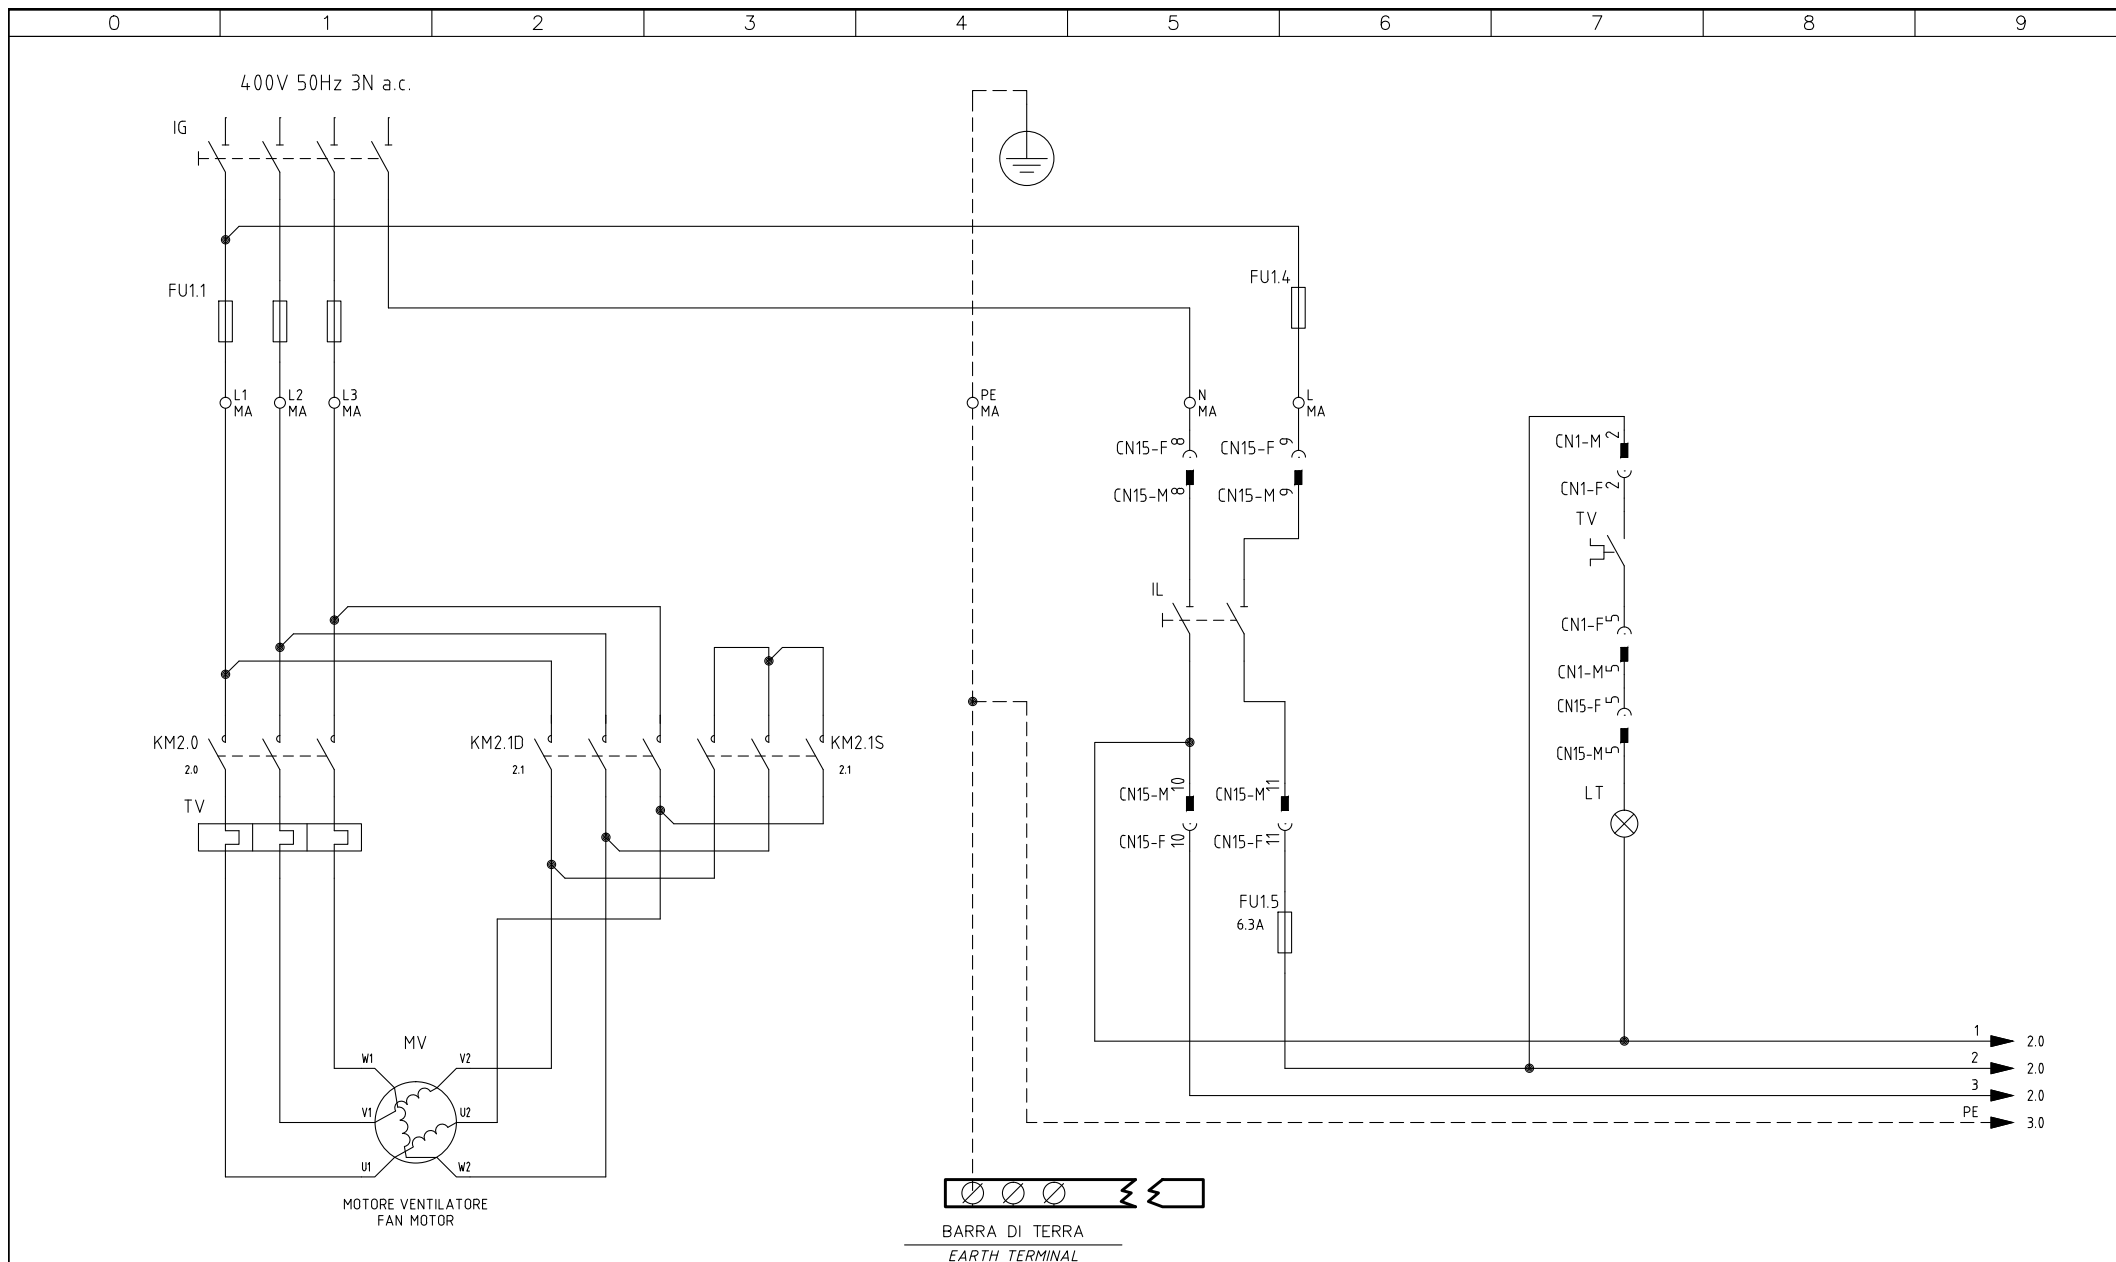 0 1 2 3 4 5 6 7 8 9
400V 50Hz 3N a.c.
IG
FU1.1
FU1.4
L1
MA
L2
MA
L3
MA
PE
MA
N
MA
L
MA
CN15-F 8
CN15-F 9
CN15-M 8
CN15-M 9
CN1-M 2
CN1-F 2
TV
IL
CN1-F 5
CN1-M 5
CN15-F 5
CN15-M 5
LT
KM2.0
2.0
KM2.1D
2.1
KM2.1S
2.1
TV
CN15-M 10
CN15-M 11
CN15-F 10
CN15-F 11
FU1.5
6.3A
MV
W1
V2
V1
U2
U1
W2
1 2.0
2 2.0
3 2.0
PE 3.0
MOTORE VENTILATORE
FAN MOTOR
BARRA DI TERRA
EARTH TERMINAL